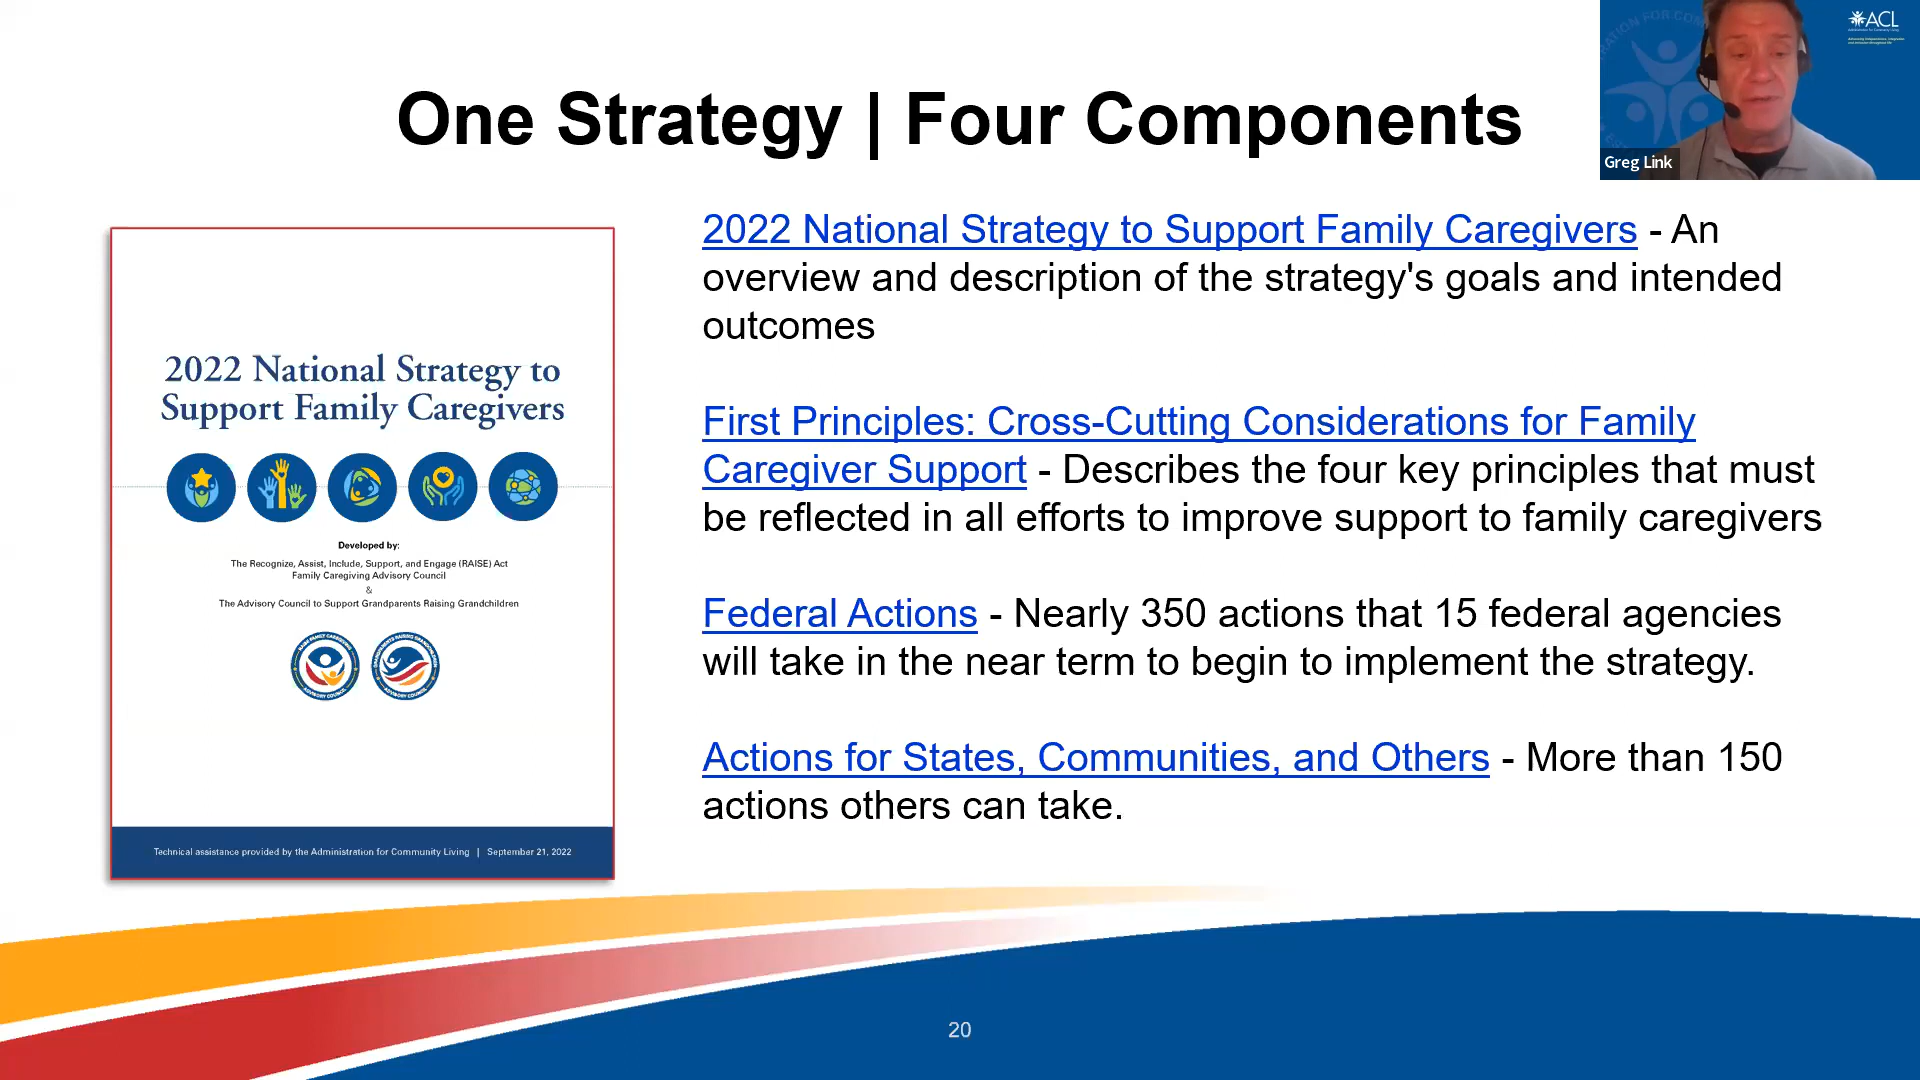 ACL
One Strategy | Four Components
Greg Link
2022 National Strategy to Support Family Caregivers - An
overview and description of the strategy's goals and intended
outcomes
First Principles: Cross-Cutting Considerations for Family
Caregiver Support - Describes the four key principles that must
be reflected in all efforts to improve support to family caregivers
Federal Actions - Nearly 350 actions that 15 federal agencies
will take in the near term to begin to implement the strategy.
Actions for States, Communities, and Others - More than 150
actions others can take.
2022 National Strategy to
Support Family Caregivers
Developed by:
The Recognize, Assist, Include, Support, and Engage (RAISE) Act
Family Caregiving Advisory Council
&
The Advisory Council to Support Grandparents Raising Grandchildren
Technical assistance provided by the Administration for Community Living | September 21, 2022
20